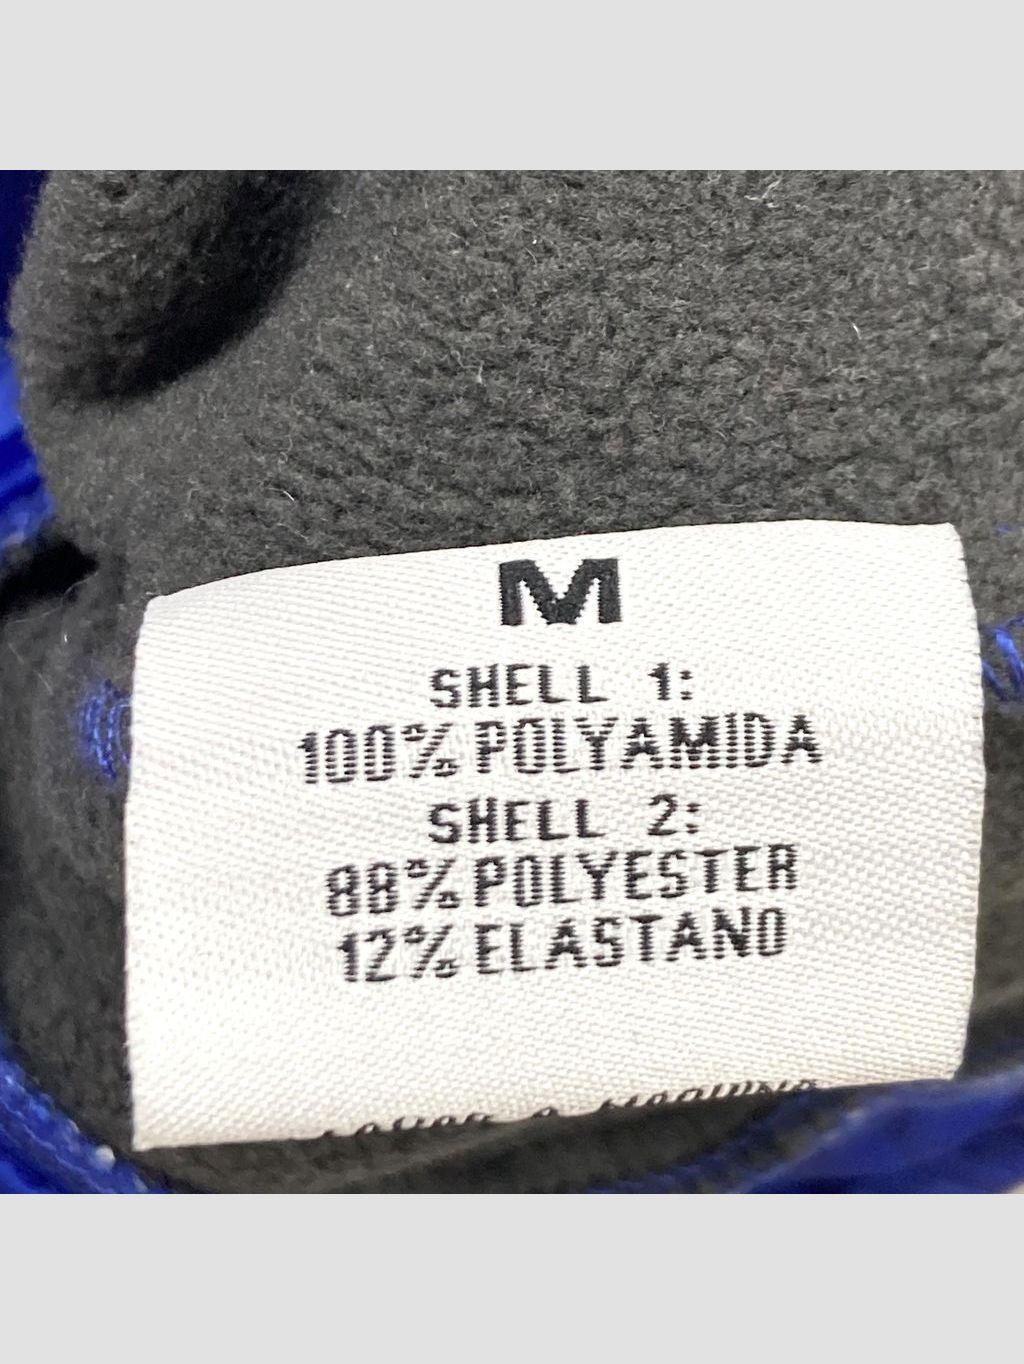 M
SHELL 1:
100% POLYAMIDA
SHELL 2:
88% POLYESTER
12% ELASTANO